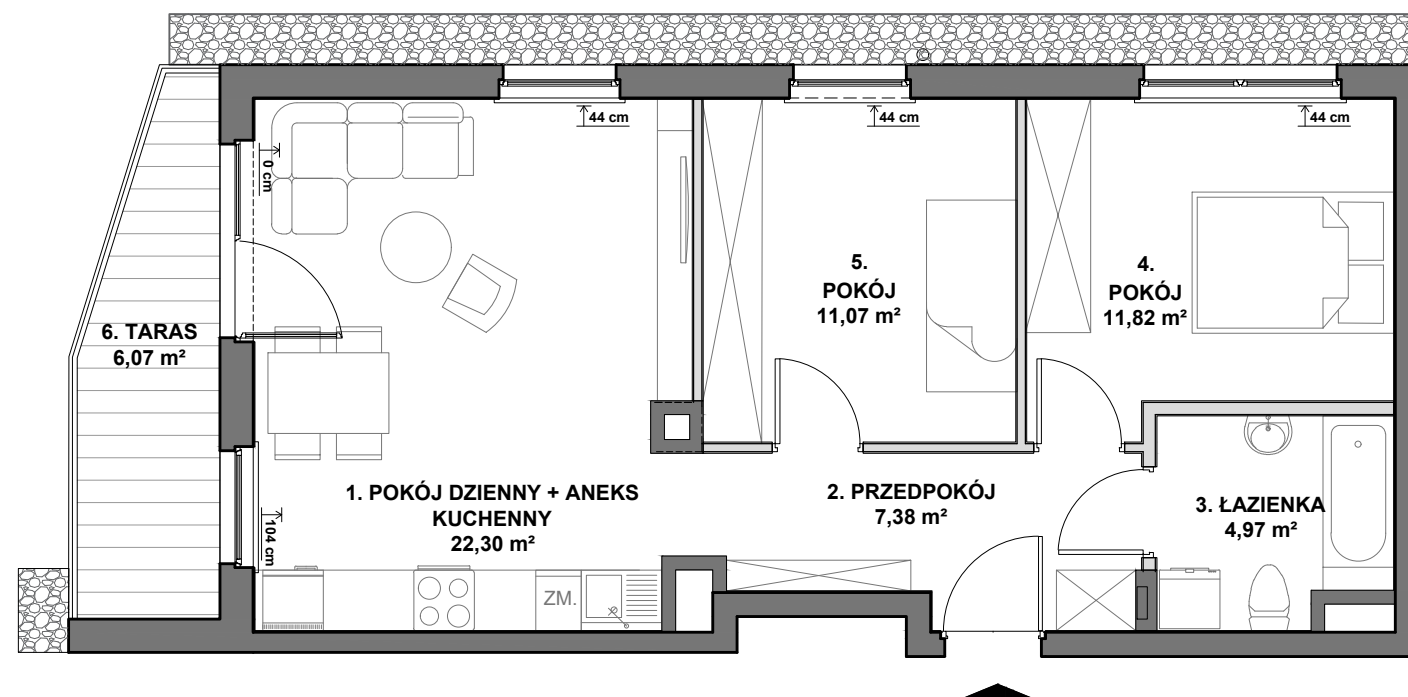 44 cm
44 cm
44 cm
0 cm
5.
POKÓJ
11,07 m²
4.
POKÓJ
11,82 m²
6. TARAS
6,07 m²
1. POKÓJ DZIENNY + ANEKS
KUCHENNY
22,30 m²
2. PRZEDPOKÓJ
7,38 m²
3. ŁAZIENKA
4,97 m²
104 cm
ZM.